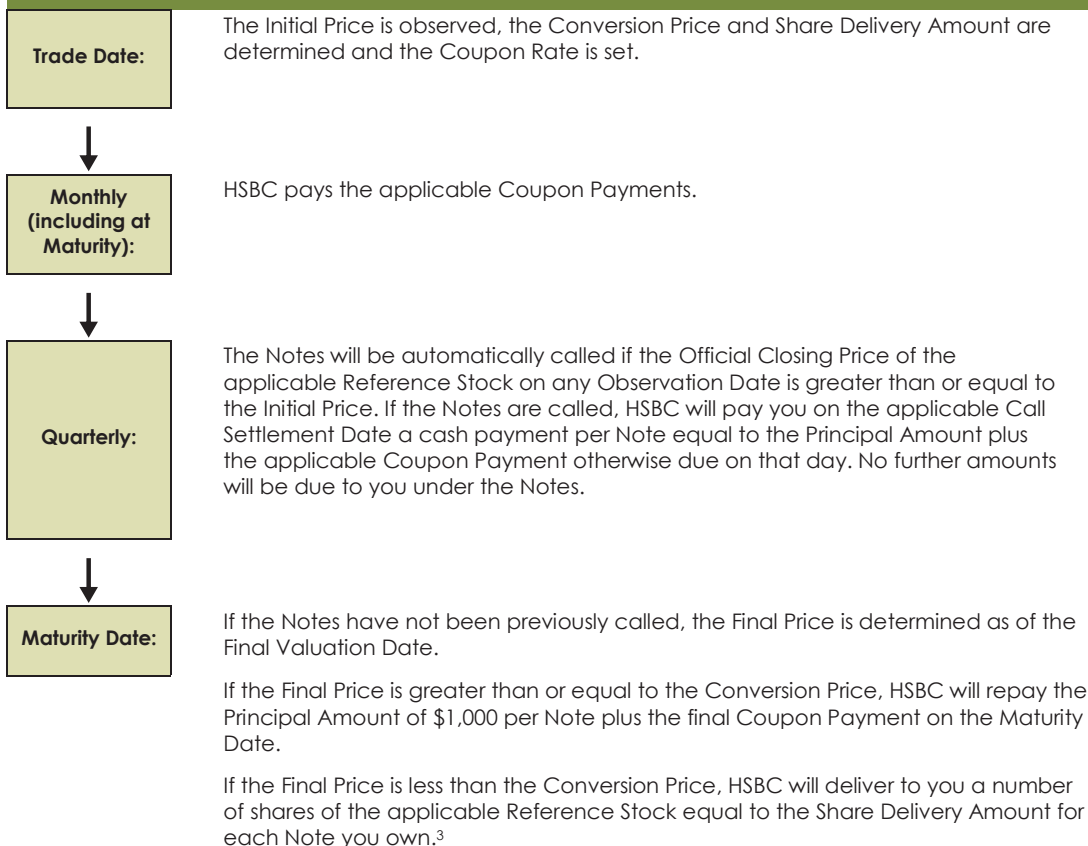 Trade Date:
The Initial Price is observed, the Conversion Price and Share Delivery Amount are
determined and the Coupon Rate is set.
Monthly
(including at
Maturity):
HSBC pays the applicable Coupon Payments.
Quarterly:
The Notes will be automatically called if the Official Closing Price of the
applicable Reference Stock on any Observation Date is greater than or equal to
the Initial Price. If the Notes are called, HSBC will pay you on the applicable Call
Settlement Date a cash payment per Note equal to the Principal Amount plus
the applicable Coupon Payment otherwise due on that day. No further amounts
will be due to you under the Notes.
Maturity Date:
If the Notes have not been previously called, the Final Price is determined as of the
Final Valuation Date.
If the Final Price is greater than or equal to the Conversion Price, HSBC will repay the
Principal Amount of $1,000 per Note plus the final Coupon Payment on the Maturity
Date.
If the Final Price is less than the Conversion Price, HSBC will deliver to you a number
of shares of the applicable Reference Stock equal to the Share Delivery Amount for
each Note you own.³